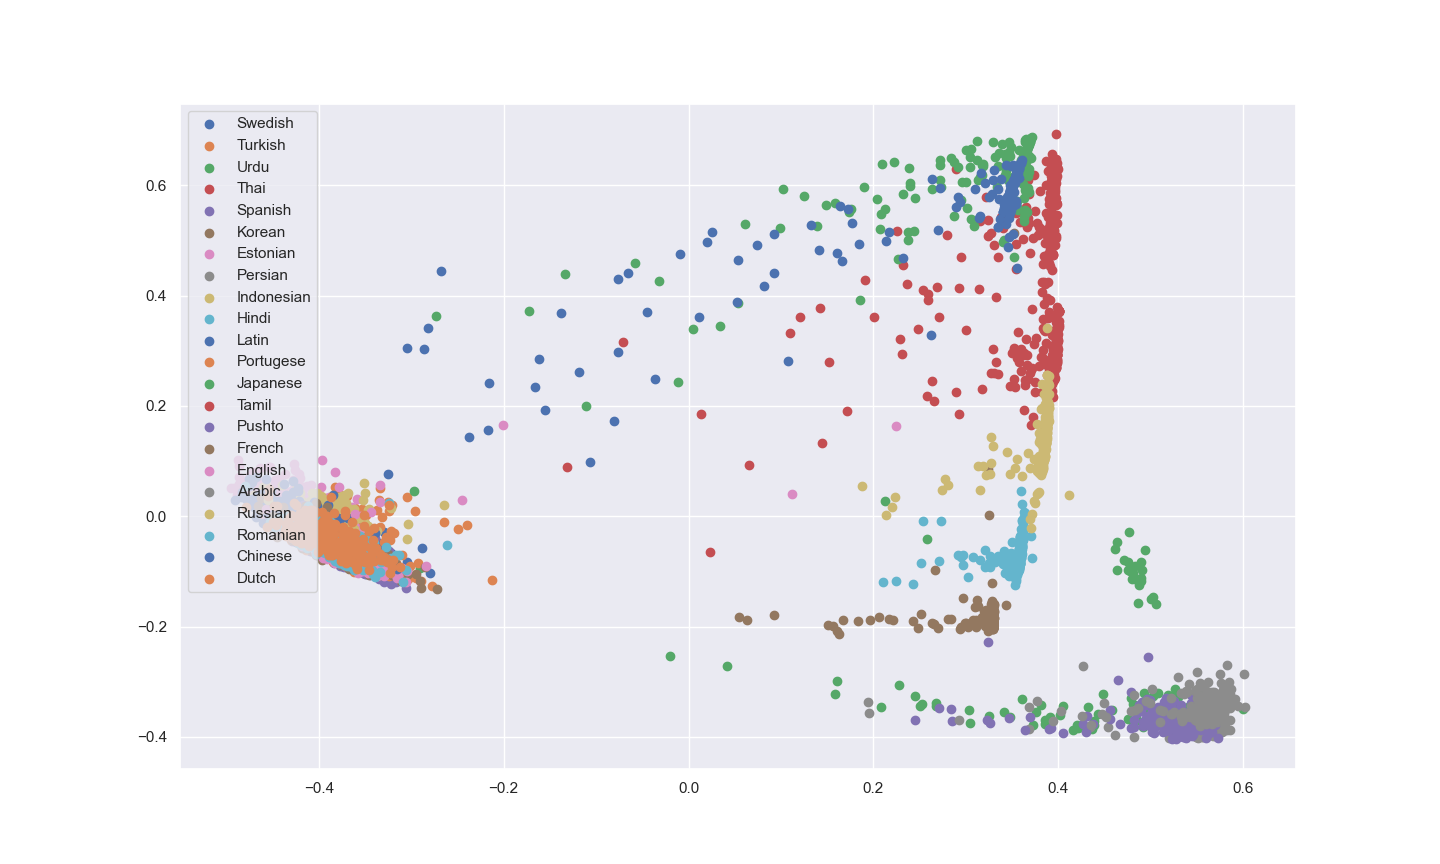 Swedish
Turkish
Urdu
Thai
Spanish
Korean
Estonian
Persian
Indonesian
Hindi
Latin
Portugese
Japanese
Tamil
Pushto
French
English
Arabic
Russian
Romanian
Chinese
Dutch
0.6
0.4
0.2
0.0
−0.2
−0.4
−0.4
−0.2
0.0
0.2
0.4
0.6